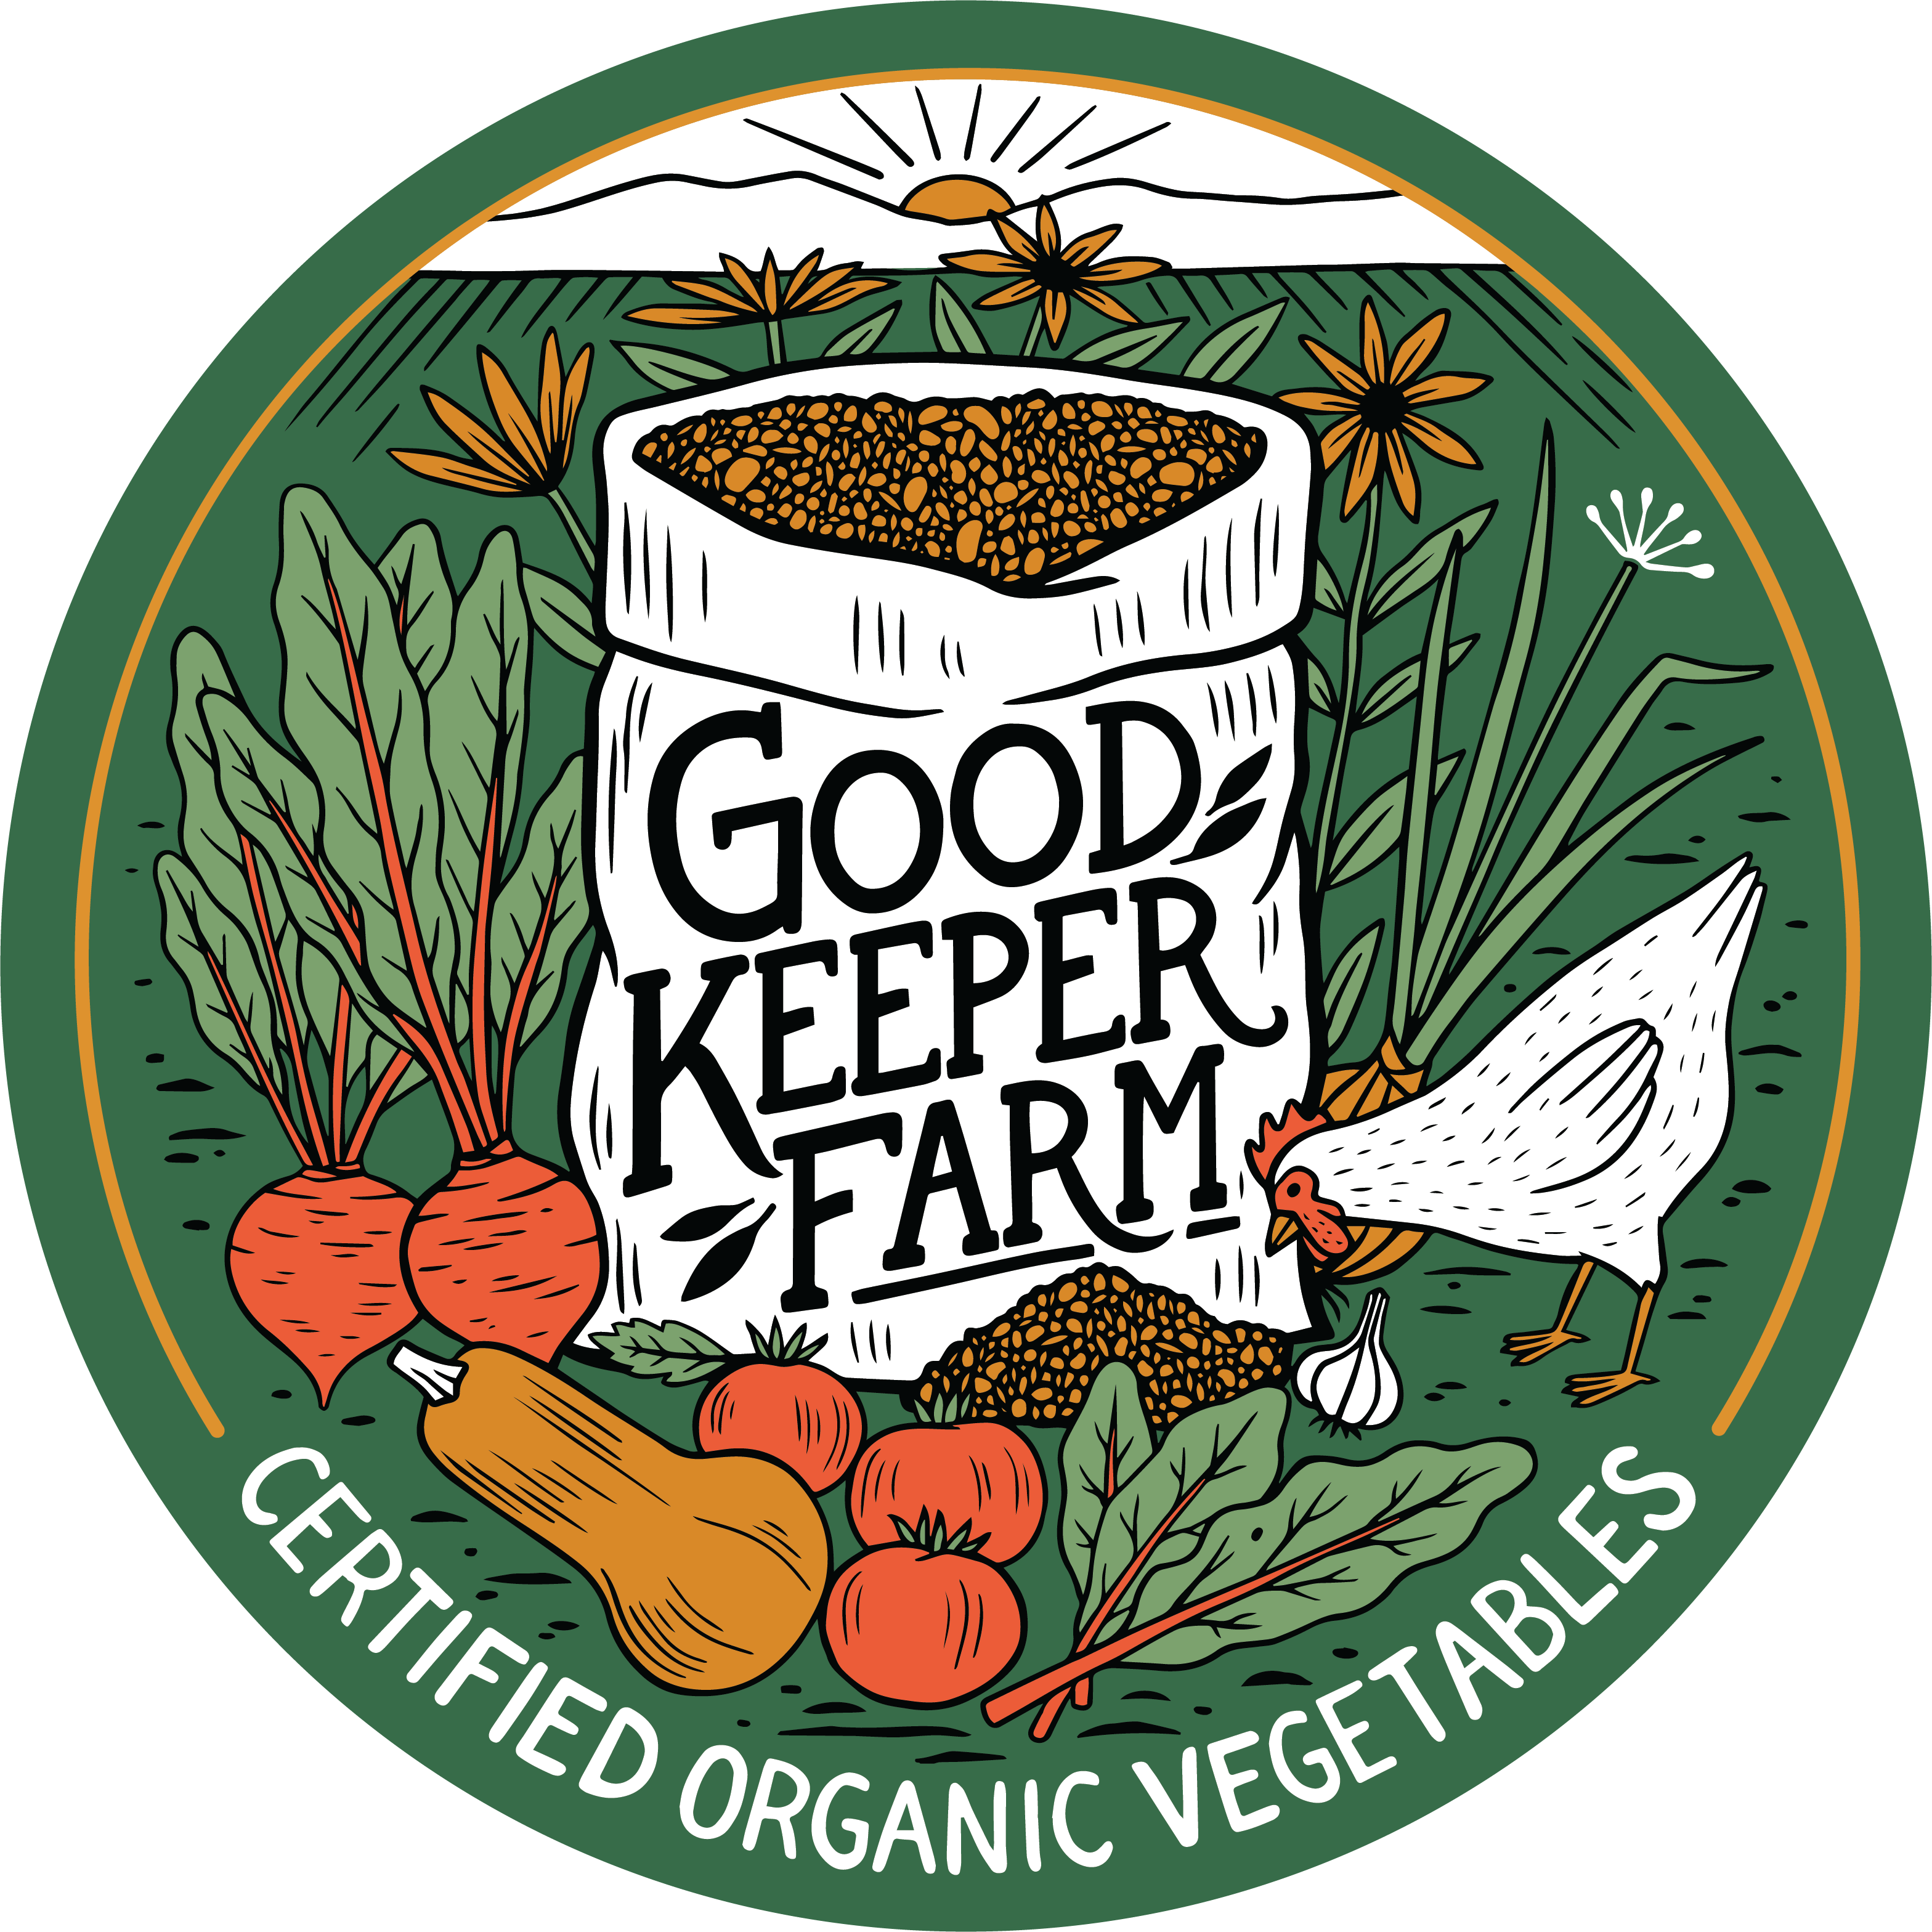 GOOD
KEEPER
FARM
CERTIFIED ORGANIC VEGETABLES